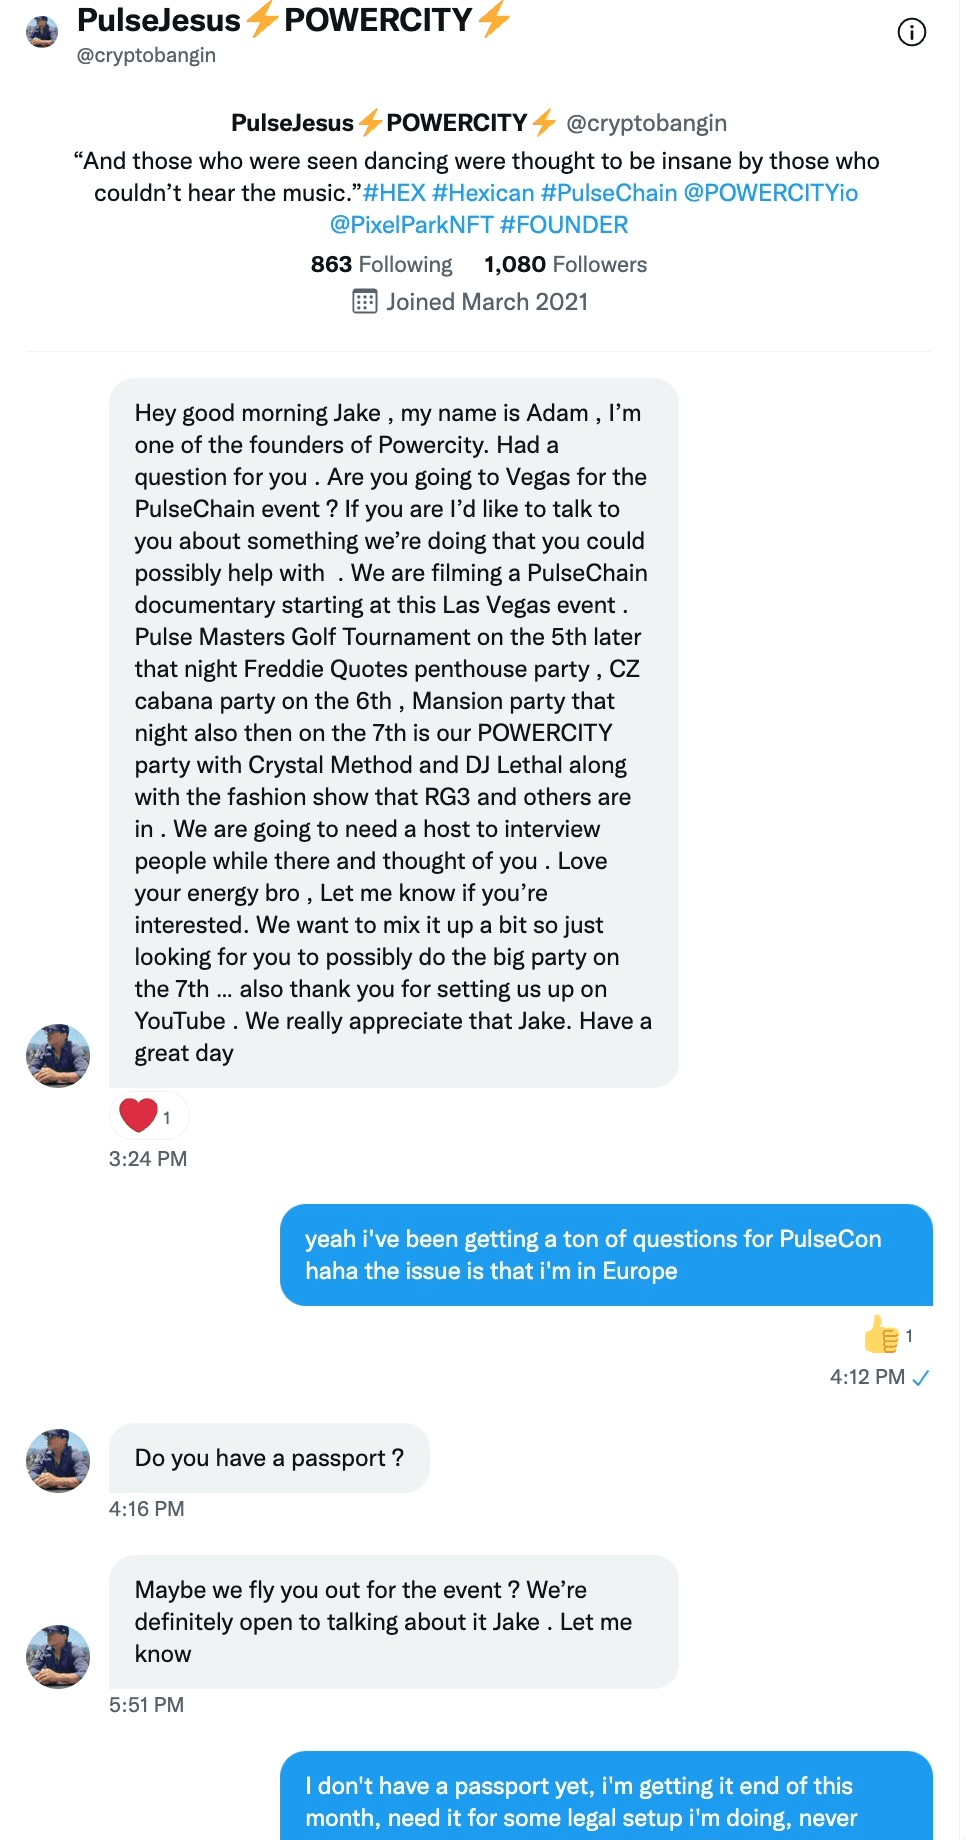 PulseJesus⚡POWERCITY⚡
@cryptobangin
PulseJesus⚡POWERCITY⚡ @cryptobangin
“And those who were seen dancing were thought to be insane by those who
couldn’t hear the music.”#HEX #Hexican #PulseChain @POWERCITYio
@PixelParkNFT #FOUNDER
863 Following 1,080 Followers
Joined March 2021
Hey good morning Jake , my name is Adam , I’m
one of the founders of Powercity. Had a
question for you . Are you going to Vegas for the
PulseChain event ? If you are I’d like to talk to
you about something we’re doing that you could
possibly help with  . We are filming a PulseChain
documentary starting at this Las Vegas event .
Pulse Masters Golf Tournament on the 5th later
that night Freddie Quotes penthouse party , CZ
cabana party on the 6th , Mansion party that
night also then on the 7th is our POWERCITY
party with Crystal Method and DJ Lethal along
with the fashion show that RG3 and others are
in . We are going to need a host to interview
people while there and thought of you . Love
your energy bro , Let me know if you’re
interested. We want to mix it up a bit so just
looking for you to possibly do the big party on
the 7th … also thank you for setting us up on
YouTube . We really appreciate that Jake. Have a
great day
❤️ 1
3:24 PM
yeah i've been getting a ton of questions for PulseCon
haha the issue is that i'm in Europe
👍 1
4:12 PM ✓
Do you have a passport ?
4:16 PM
Maybe we fly you out for the event ? We’re
definitely open to talking about it Jake . Let me
know
5:51 PM
I don't have a passport yet, i'm getting it end of this
month, need it for some legal setup i'm doing, never